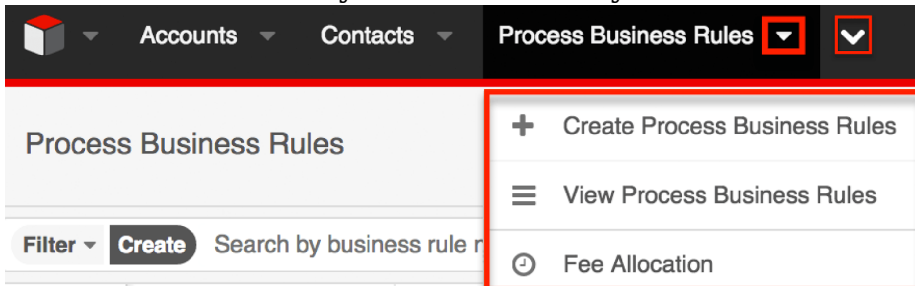 Accounts Contacts Process Business Rules
Process Business Rules
Create Process Business Rules
View Process Business Rules
Filter Create Search by business rule
Fee Allocation